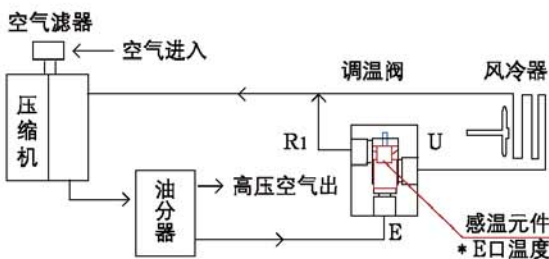 空气滤器
空气进入
调温阀
风冷器
压缩机
R1
U
油分器
高压空气出
E
感温元件
*E口温度